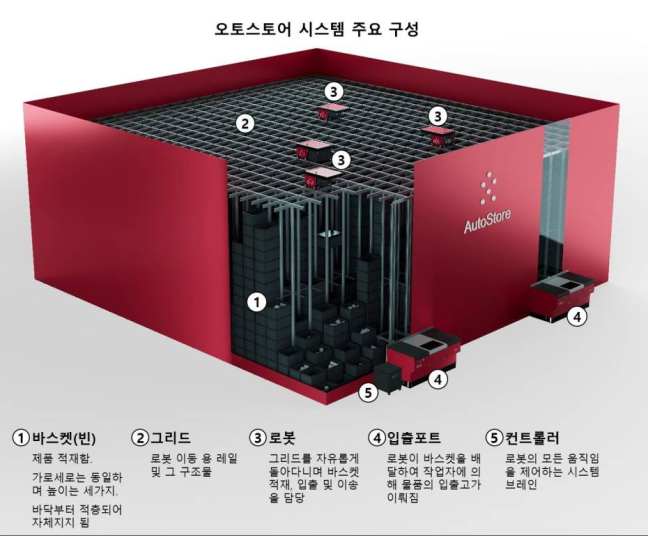 오토스토어 시스템 주요 구성
3
3
2
3
AutoStore
1
4
4
5
① 바스켓(빈)
제품 적재함.
가로세로는 동일하
며 높이는 세가지.
바닥부터 적층되어
자체지지 됨
② 그리드
로봇 이동 용 레일
및 그 구조물
③ 로봇
그리드를 자유롭게
돌아다니며 바스켓
적재, 입출 및 이송
을 담당
④ 입출포트
로봇이 바스켓을 배
달하여 작업자에 의
해 물품의 입출고가
이뤄짐
⑤ 컨트롤러
로봇의 모든 움직임
을 제어하는 시스템
브레인